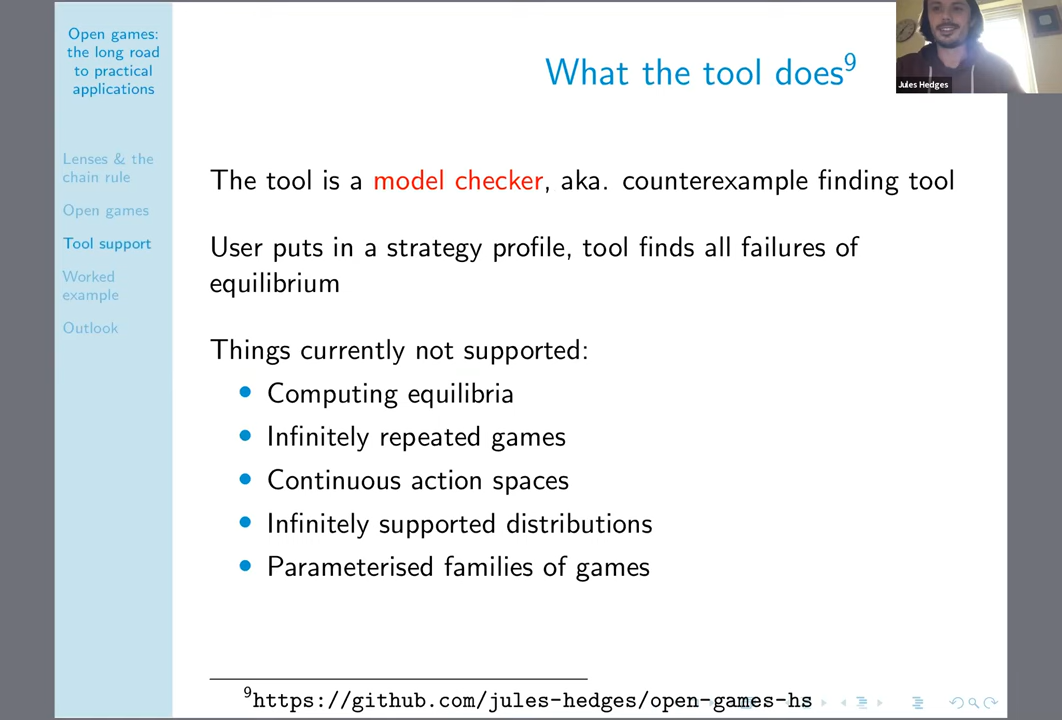 Open games:
the long road
to practical
applications
Lenses & the
chain rule
Open games
Tool support
Worked
example
Outlook
What the tool does9
Jules Hedges
The tool is a model checker, aka. counterexample finding tool
User puts in a strategy profile, tool finds all failures of
equilibrium
Things currently not supported:
• Computing equilibria
• Infinitely repeated games
• Continuous action spaces
• Infinitely supported distributions
• Parameterised families of games
9https://github.com/jules-hedges/open-games-hs